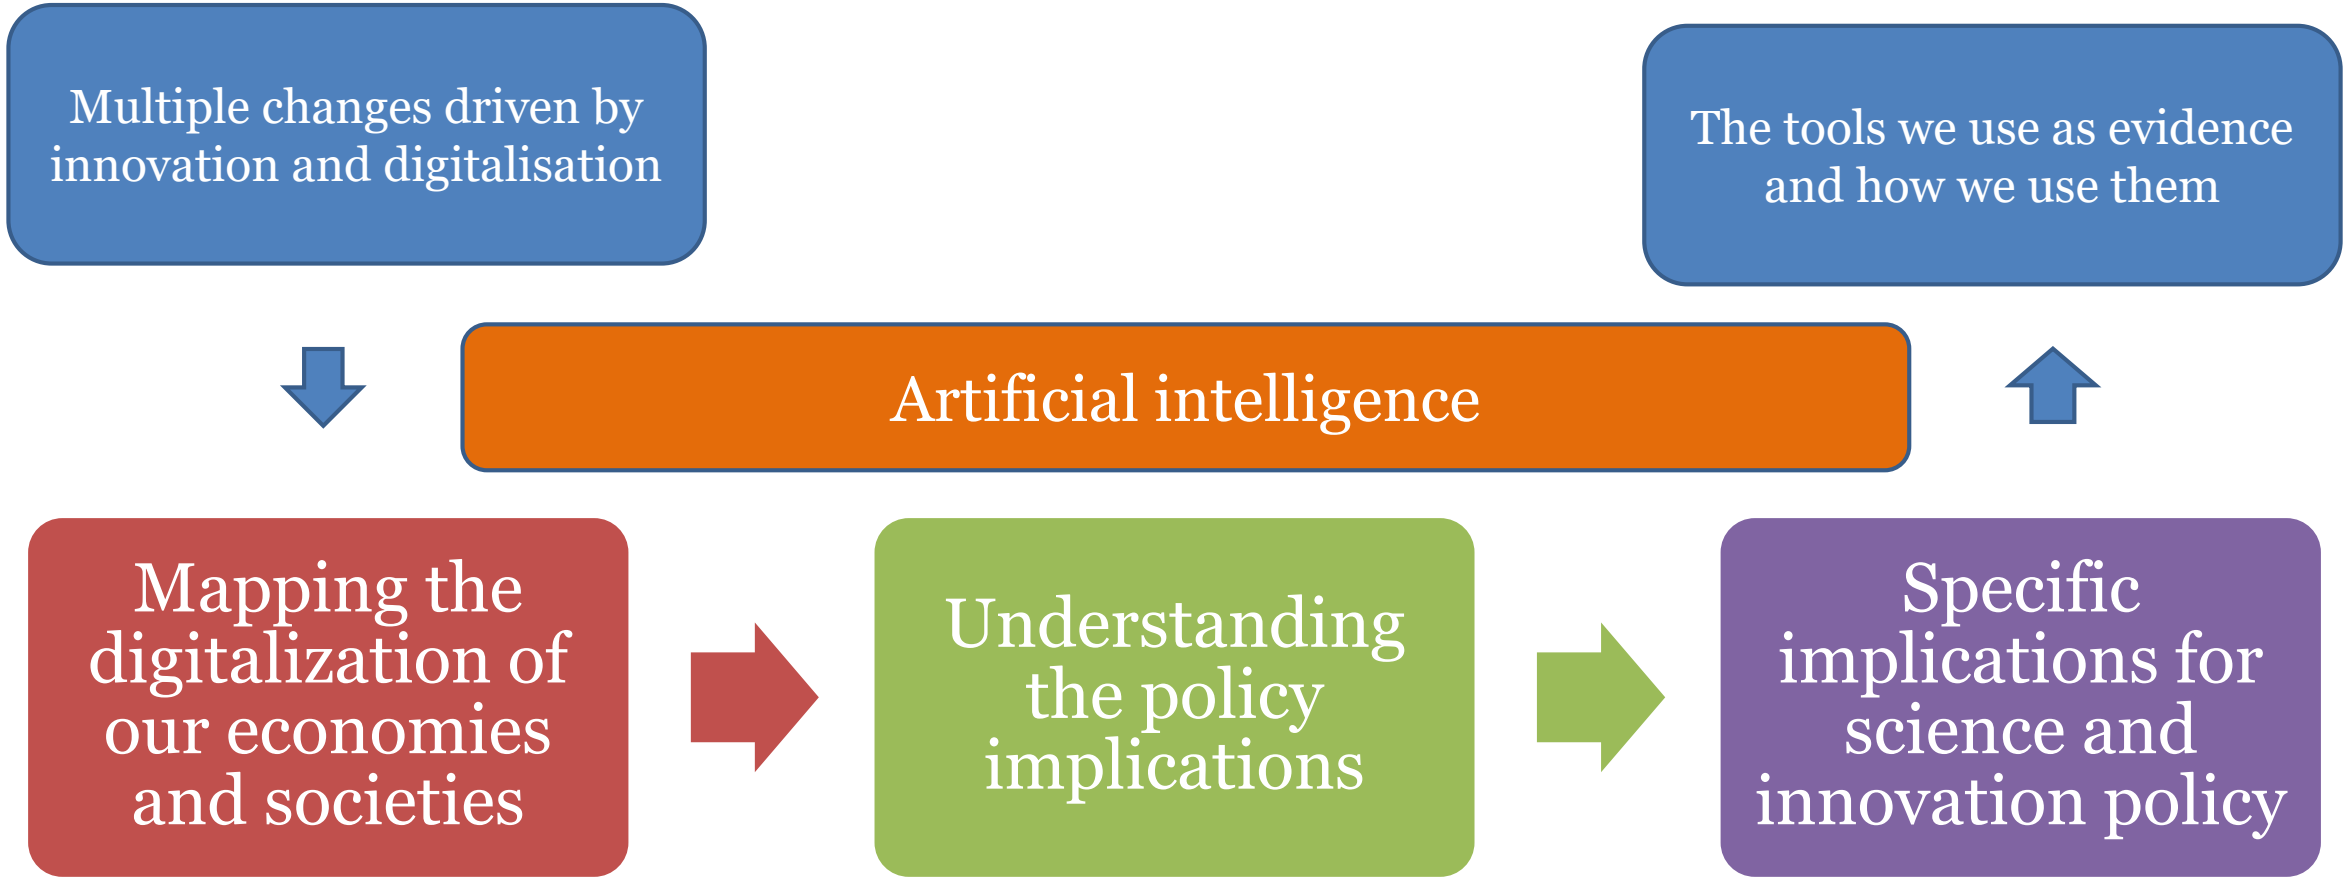 Multiple changes driven by
innovation and digitalisation
The tools we use as evidence
and how we use them
Artificial intelligence
Mapping the
digitalization of
our economies
and societies
Understanding
the policy
implications
Specific
implications for
science and
innovation policy